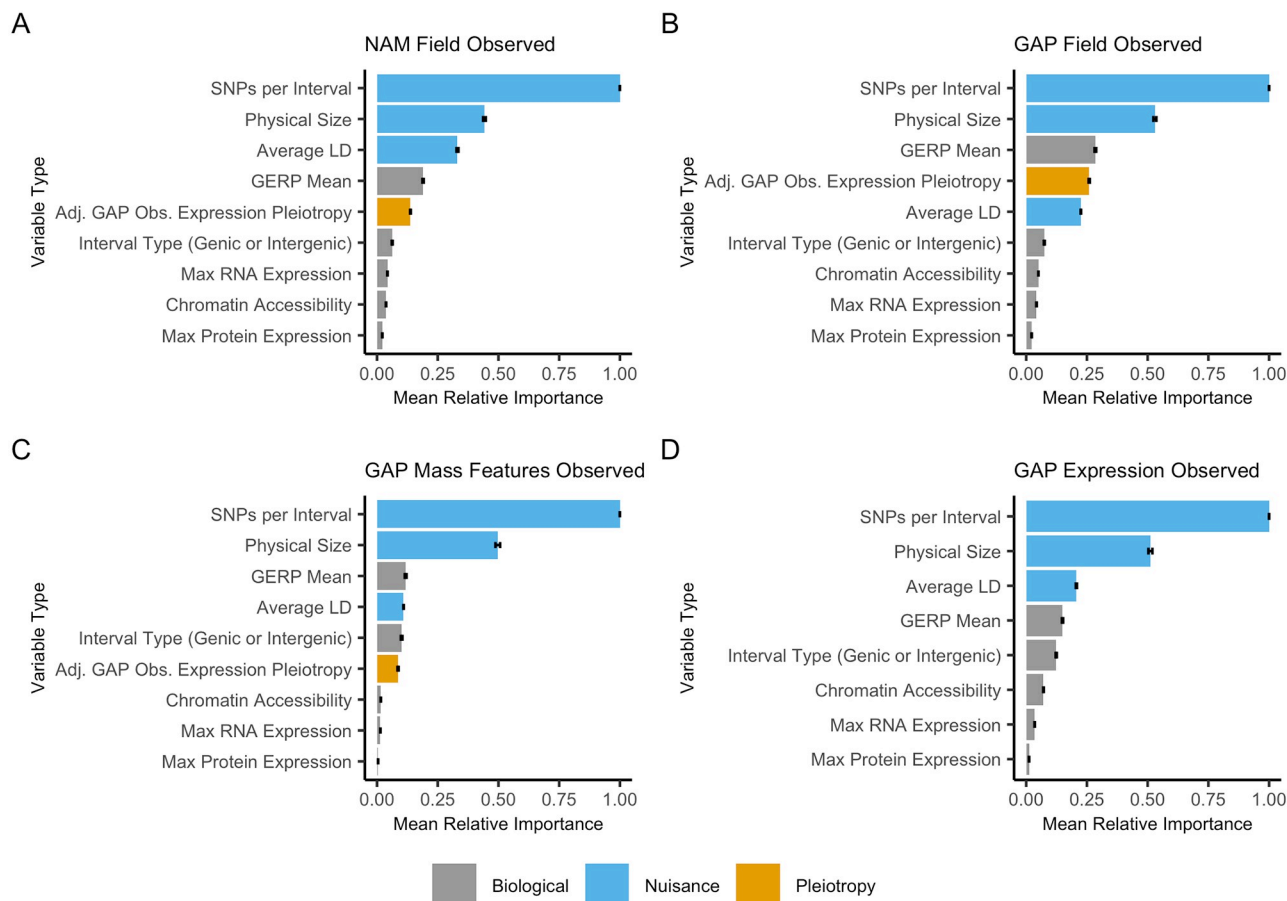 A
NAM Field Observed
Variable Type
SNPs per Interval
Physical Size
Average LD
GERP Mean
Adj. GAP Obs. Expression Pleiotropy
Interval Type (Genic or Intergenic)
Max RNA Expression
Chromatin Accessibility
Max Protein Expression
0.00 0.25 0.50 0.75 1.00
Mean Relative Importance
B
GAP Field Observed
Variable Type
SNPs per Interval
Physical Size
GERP Mean
Adj. GAP Obs. Expression Pleiotropy
Average LD
Interval Type (Genic or Intergenic)
Chromatin Accessibility
Max RNA Expression
Max Protein Expression
0.00 0.25 0.50 0.75 1.00
Mean Relative Importance
C
GAP Mass Features Observed
Variable Type
SNPs per Interval
Physical Size
GERP Mean
Average LD
Interval Type (Genic or Intergenic)
Adj. GAP Obs. Expression Pleiotropy
Chromatin Accessibility
Max RNA Expression
Max Protein Expression
0.00 0.25 0.50 0.75 1.00
Mean Relative Importance
D
GAP Expression Observed
Variable Type
SNPs per Interval
Physical Size
Average LD
GERP Mean
Interval Type (Genic or Intergenic)
Chromatin Accessibility
Max RNA Expression
Max Protein Expression
0.00 0.25 0.50 0.75 1.00
Mean Relative Importance
Biological Nuisance Pleiotropy